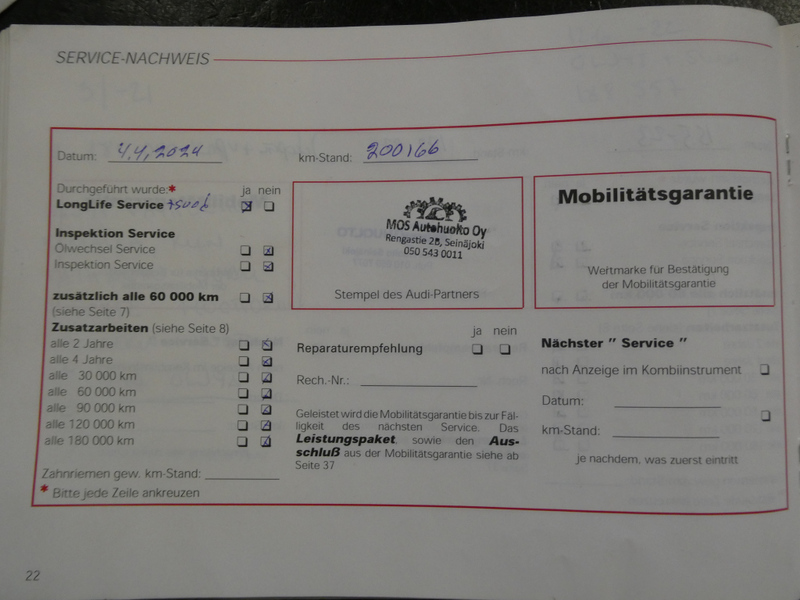 SERVICE-NACHWEIS
Datum: 4.4.2024
km-Stand: 200166
Durchgeführt wurde:*
ja nein
LongLife Service
Inspektion Service
Ölwechsel Service
Inspektion Service
zusätzlich alle 60 000 km
(siehe Seite 7)
Zusatzarbeiten (siehe Seite 8)
alle 2 Jahre
alle 4 Jahre
alle 30 000 km
alle 60 000 km
alle 90 000 km
alle 120 000 km
alle 180 000 km
Zahnriemen gew. km-Stand:
* Bitte jede Zeile ankreuzen
MOS Autohuolto Oy
Rengastie 28, Seinäjoki
050 543 0011
Stempel des Audi-Partners
Mobilitätsgarantie
Wertmarke für Bestätigung
der Mobilitätsgarantie
ja nein
Reparaturempfehlung
Rech.-Nr.:
Geleistet wird die Mobilitätsgarantie bis zur Fäl-
ligkeit des nächsten Service. Das
Leistungspaket, sowie den Aus-
schluß aus der Mobilitätsgarantie siehe ab
Seite 37
Nächster " Service "
nach Anzeige im Kombiinstrument
Datum:
km-Stand:
je nachdem, was zuerst eintritt
22